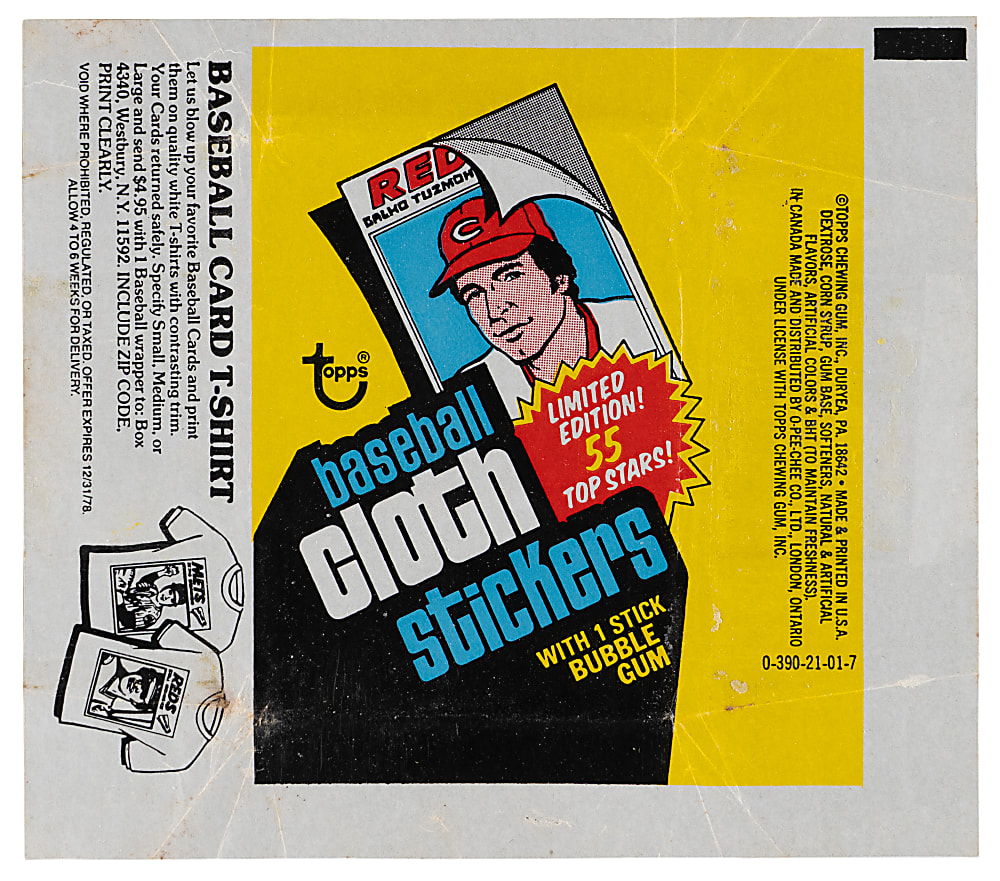 BASEBALL CARD T-SHIRT
Let us blow up your favorite Baseball Cards and print
them on quality white T-shirts with contrasting trim.
Your Cards returned safely. Specify Small, Medium, or
Large and send $4.95 with 1 Baseball wrapper to: Box
4340, Westbury, N.Y. 11592. INCLUDE ZIP CODE,
PRINT CLEARLY.
VOID WHERE PROHIBITED, REGULATED, OR TAXED. OFFER EXPIRES 12/31/78.
ALLOW 4 TO 6 WEEKS FOR DELIVERY.
METS
REDS
RED
GALHO TUZMOH
topps®
LIMITED
EDITION!
55
TOP STARS!
baseball
cloth
stickers
WITH 1 STICK
BUBBLE
GUM
©TOPPS CHEWING GUM, INC., DURYEA, PA. 18642 • MADE & PRINTED IN U.S.A.
DEXTROSE, CORN SYRUP, GUM BASE, SOFTENERS, NATURAL & ARTIFICIAL
FLAVORS, ARTIFICIAL COLORS & BHT (TO MAINTAIN FRESHNESS).
IN CANADA MADE AND DISTRIBUTED BY O-PEE-CHEE CO., LTD., LONDON, ONTARIO
UNDER LICENSE WITH TOPPS CHEWING GUM, INC.
0-390-21-01-7